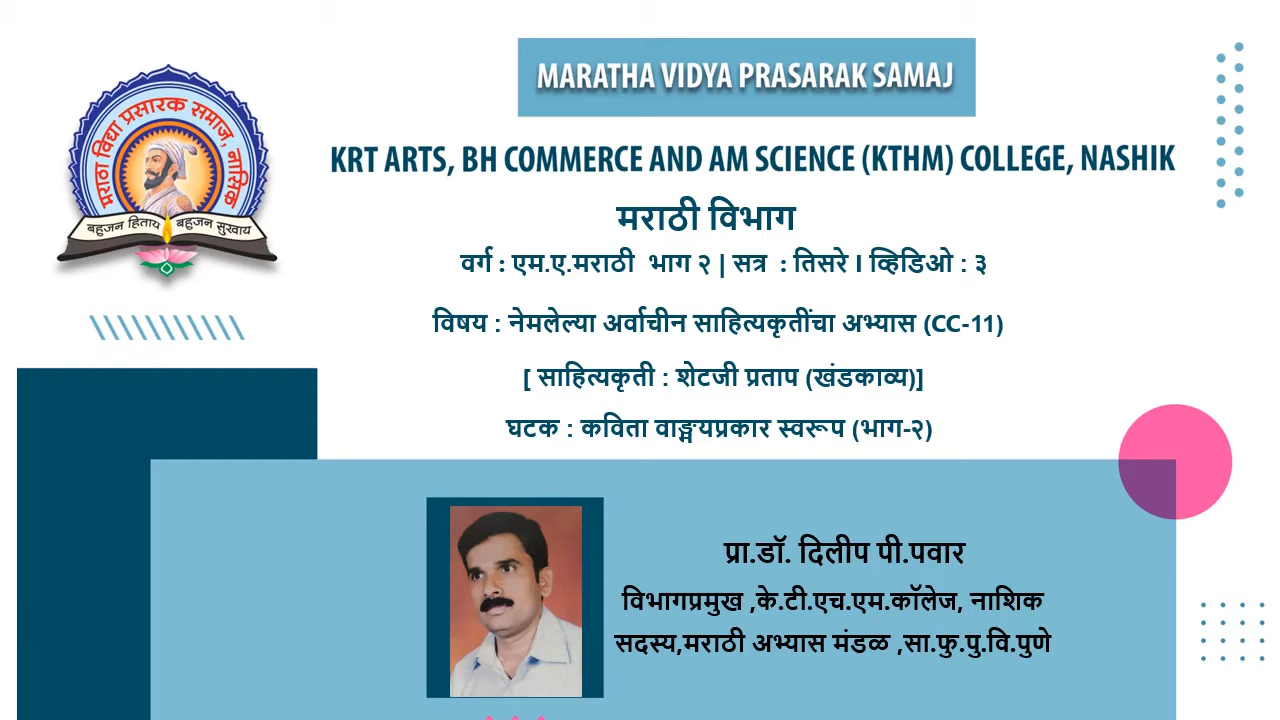 MARATHA VIDYA PRASARAK SAMAJ
मराठा विद्या प्रसारक समाज, नासिक
बहुजन हिताय बहुजन सुखाय
KRT ARTS, BH COMMERCE AND AM SCIENCE (KTHM) COLLEGE, NASHIK
मराठी विभाग
वर्ग : एम.ए.मराठी भाग २ | सत्र : तिसरे I व्हिडिओ : ३
विषय : नेमलेल्या अर्वाचीन साहित्यकृतींचा अभ्यास (CC-11)
[ साहित्यकृती : शेटजी प्रताप (खंडकाव्य)]
घटक : कविता वाङ्मयप्रकार स्वरूप (भाग-२)
प्रा.डॉ. दिलीप पी.पवार
विभागप्रमुख ,के.टी.एच.एम.कॉलेज, नाशिक
सदस्य,मराठी अभ्यास मंडळ ,सा.फु.पु.वि.पुणे